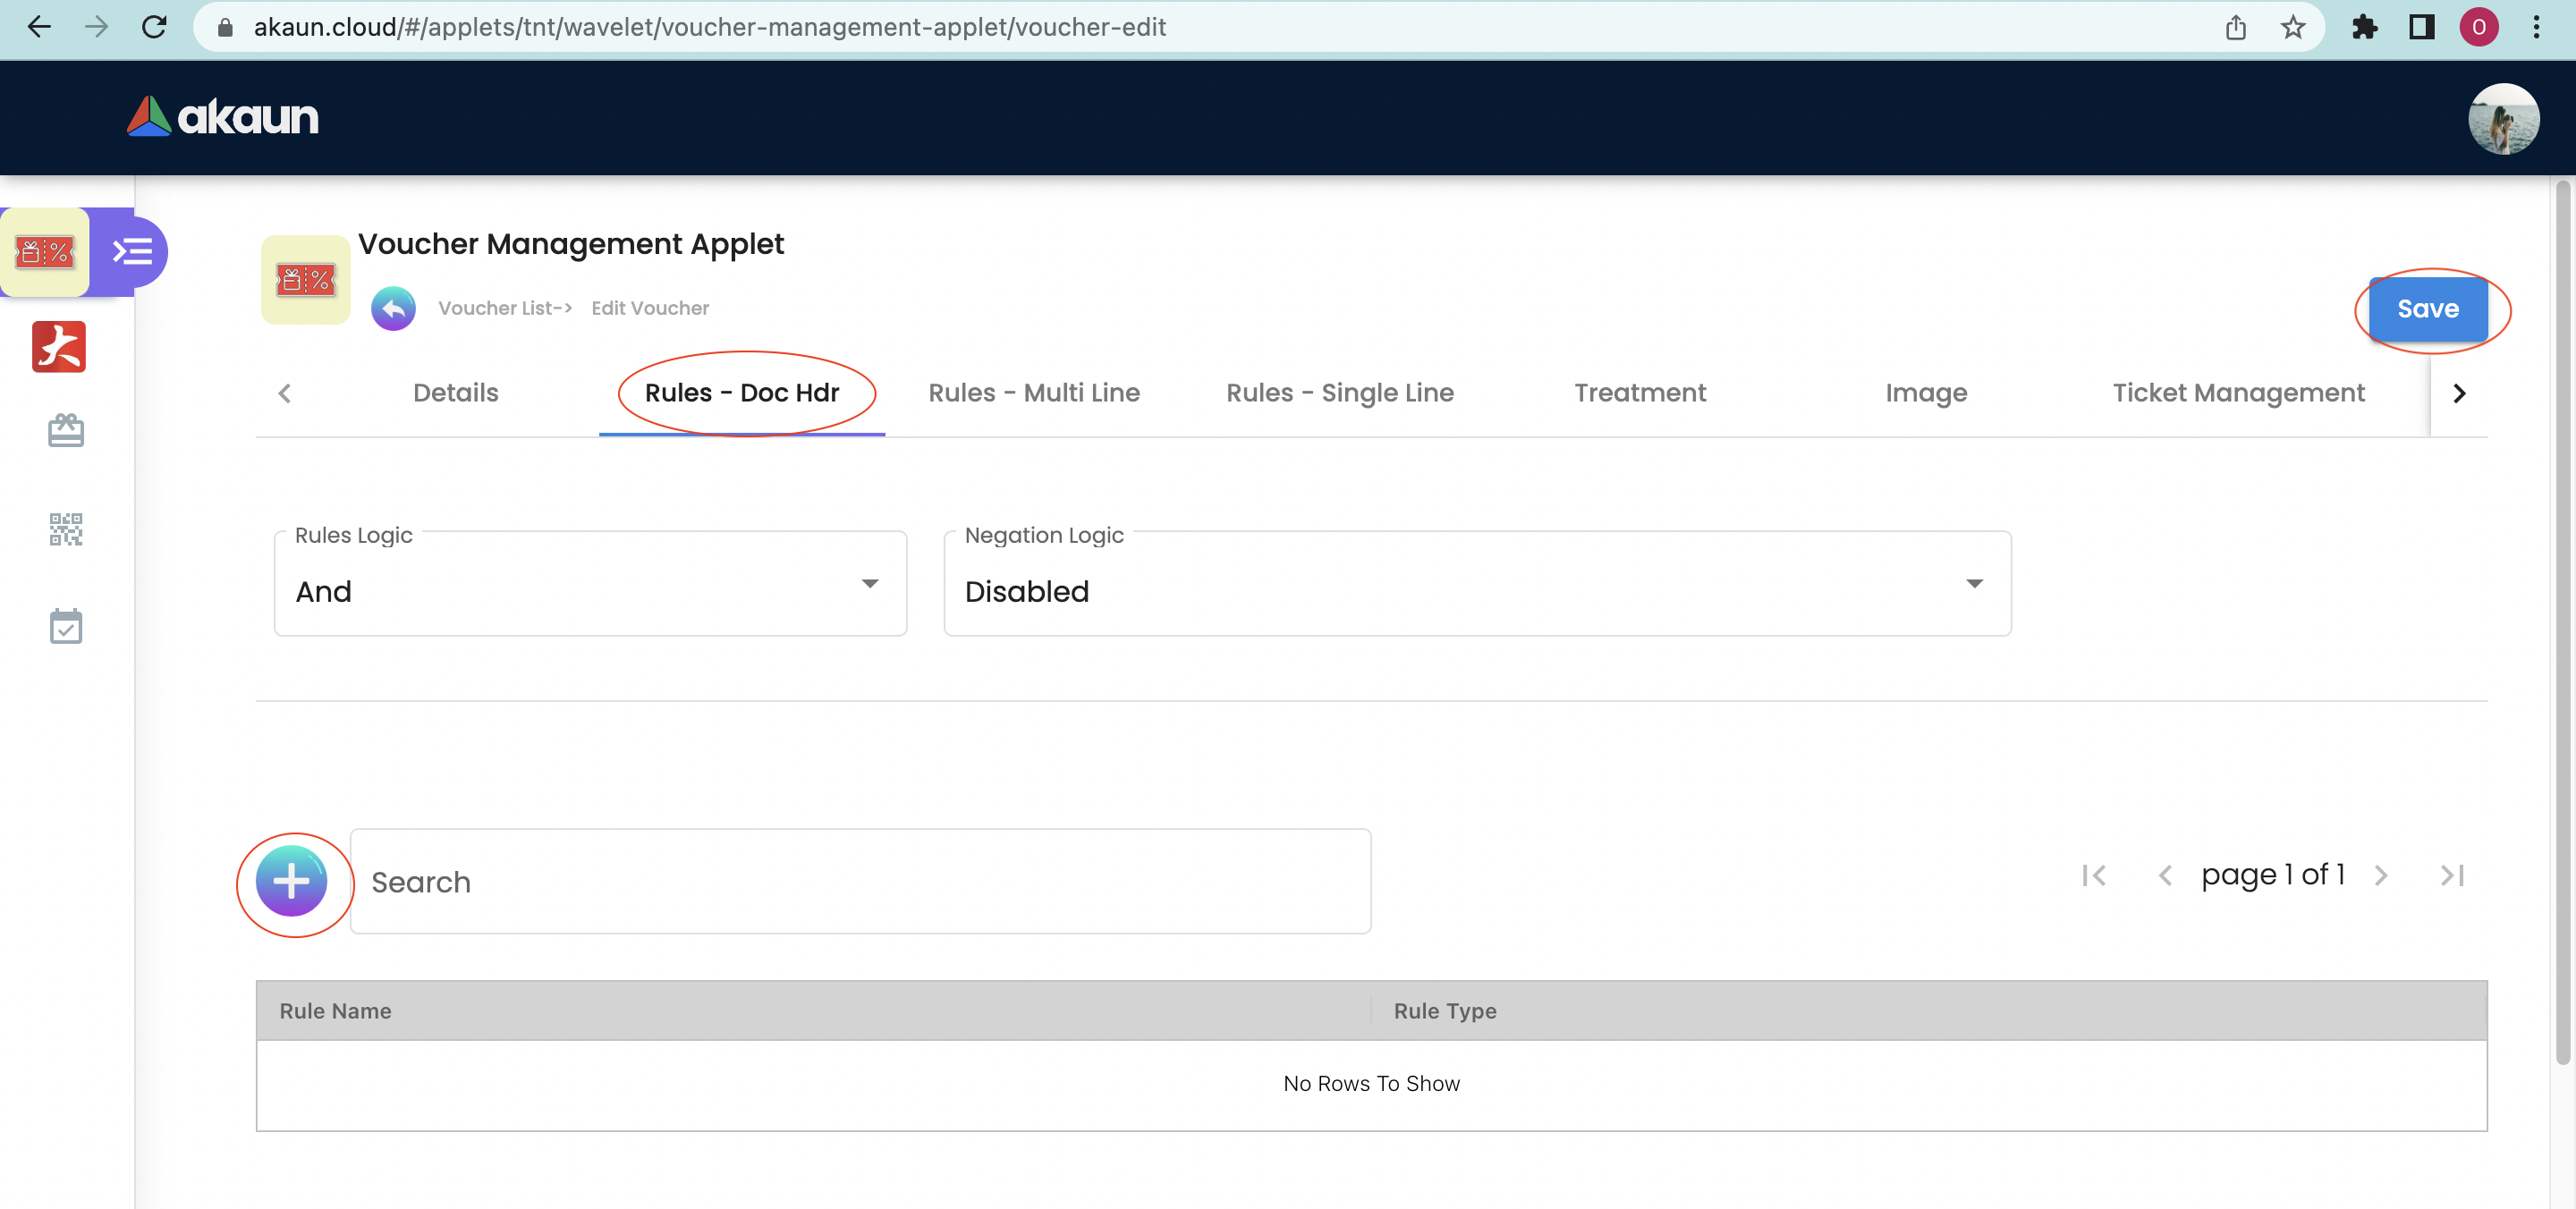 akaun.cloud/#/applets/tnt/wavelet/voucher-management-applet/voucher-edit
O
akaun
Voucher Management Applet
%
%
Voucher List-> Edit Voucher
Save
Details Rules - Doc Hdr Rules - Multi Line Rules - Single Line Treatment Image Ticket Management
Rules Logic Negation Logic
And Disabled
Search
page 1 of 1
Rule Name Rule Type
No Rows To Show